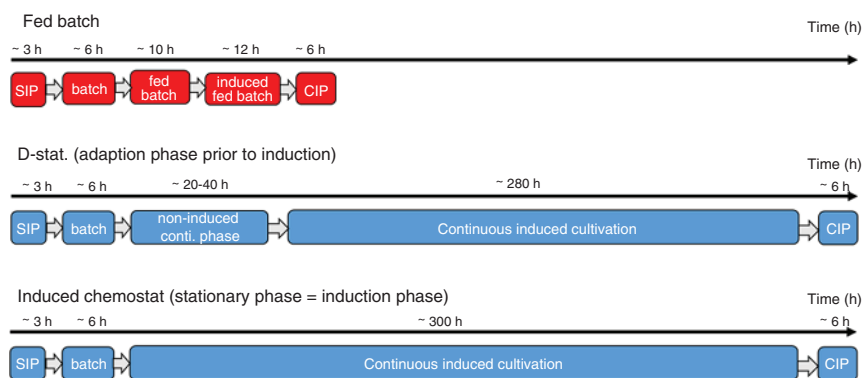 Fed batch
Time (h)
~ 3 h ~ 6 h ~ 10 h ~ 12 h ~ 6 h
SIP batch fed batch induced fed batch CIP
D-stat. (adaption phase prior to induction)
Time (h)
~ 3 h ~ 6 h ~ 20-40 h ~ 280 h ~ 6 h
SIP batch non-induced conti. phase Continuous induced cultivation CIP
Induced chemostat (stationary phase = induction phase)
Time (h)
~ 3 h ~ 6 h ~ 300 h ~ 6 h
SIP batch Continuous induced cultivation CIP